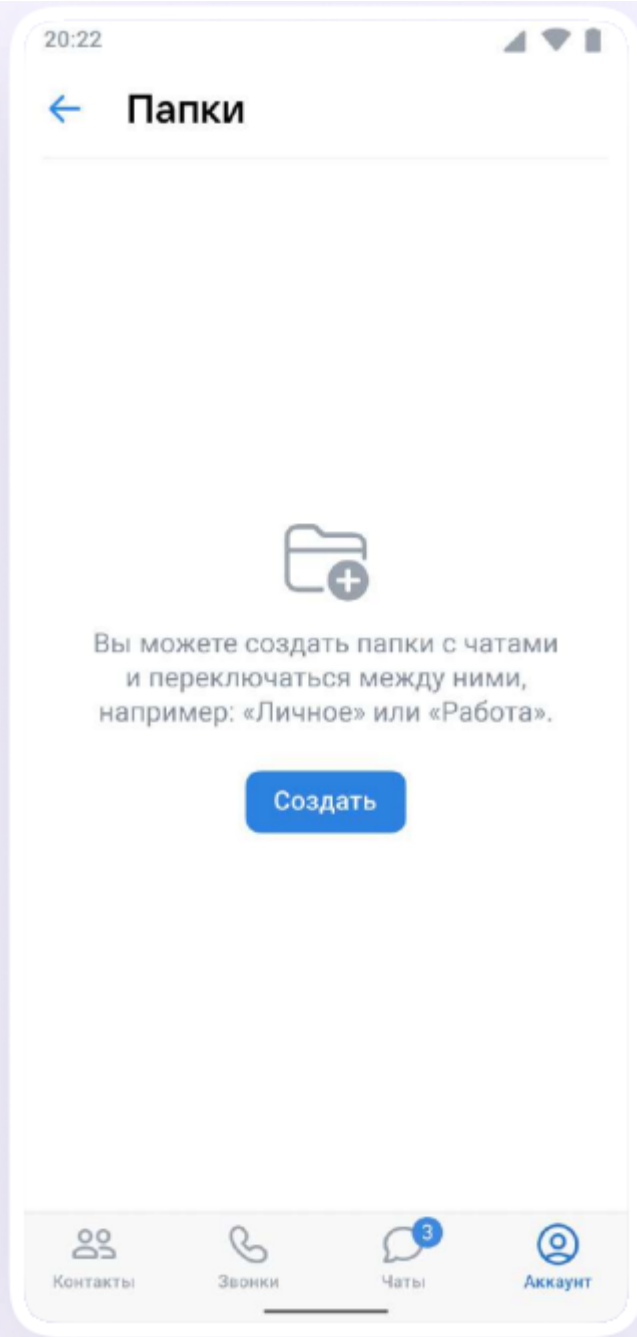 20:22
Папки
Вы можете создать папки с чатами
и переключаться между ними,
например: «Личное» или «Работа».
Создать
3
Контакты
Звонки
Чаты
Аккаунт